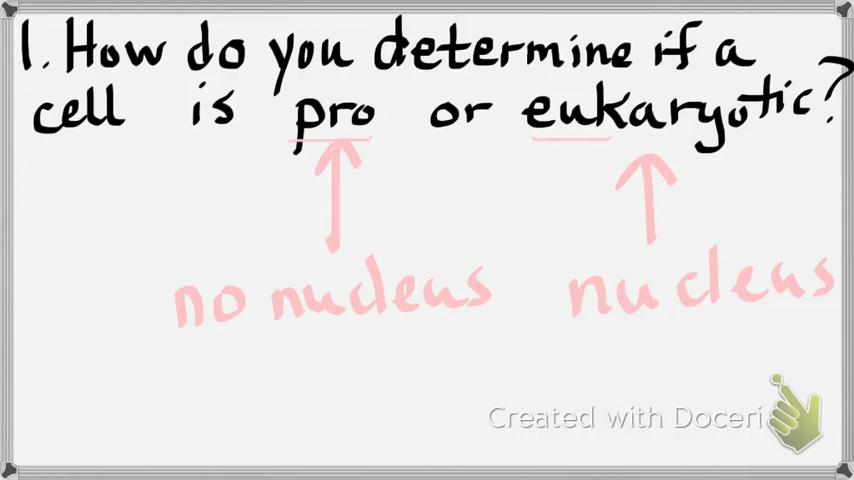 1. How do you determine if a
cell is pro or eukaryotic?
no nucleus nucleus
Created with Doceri